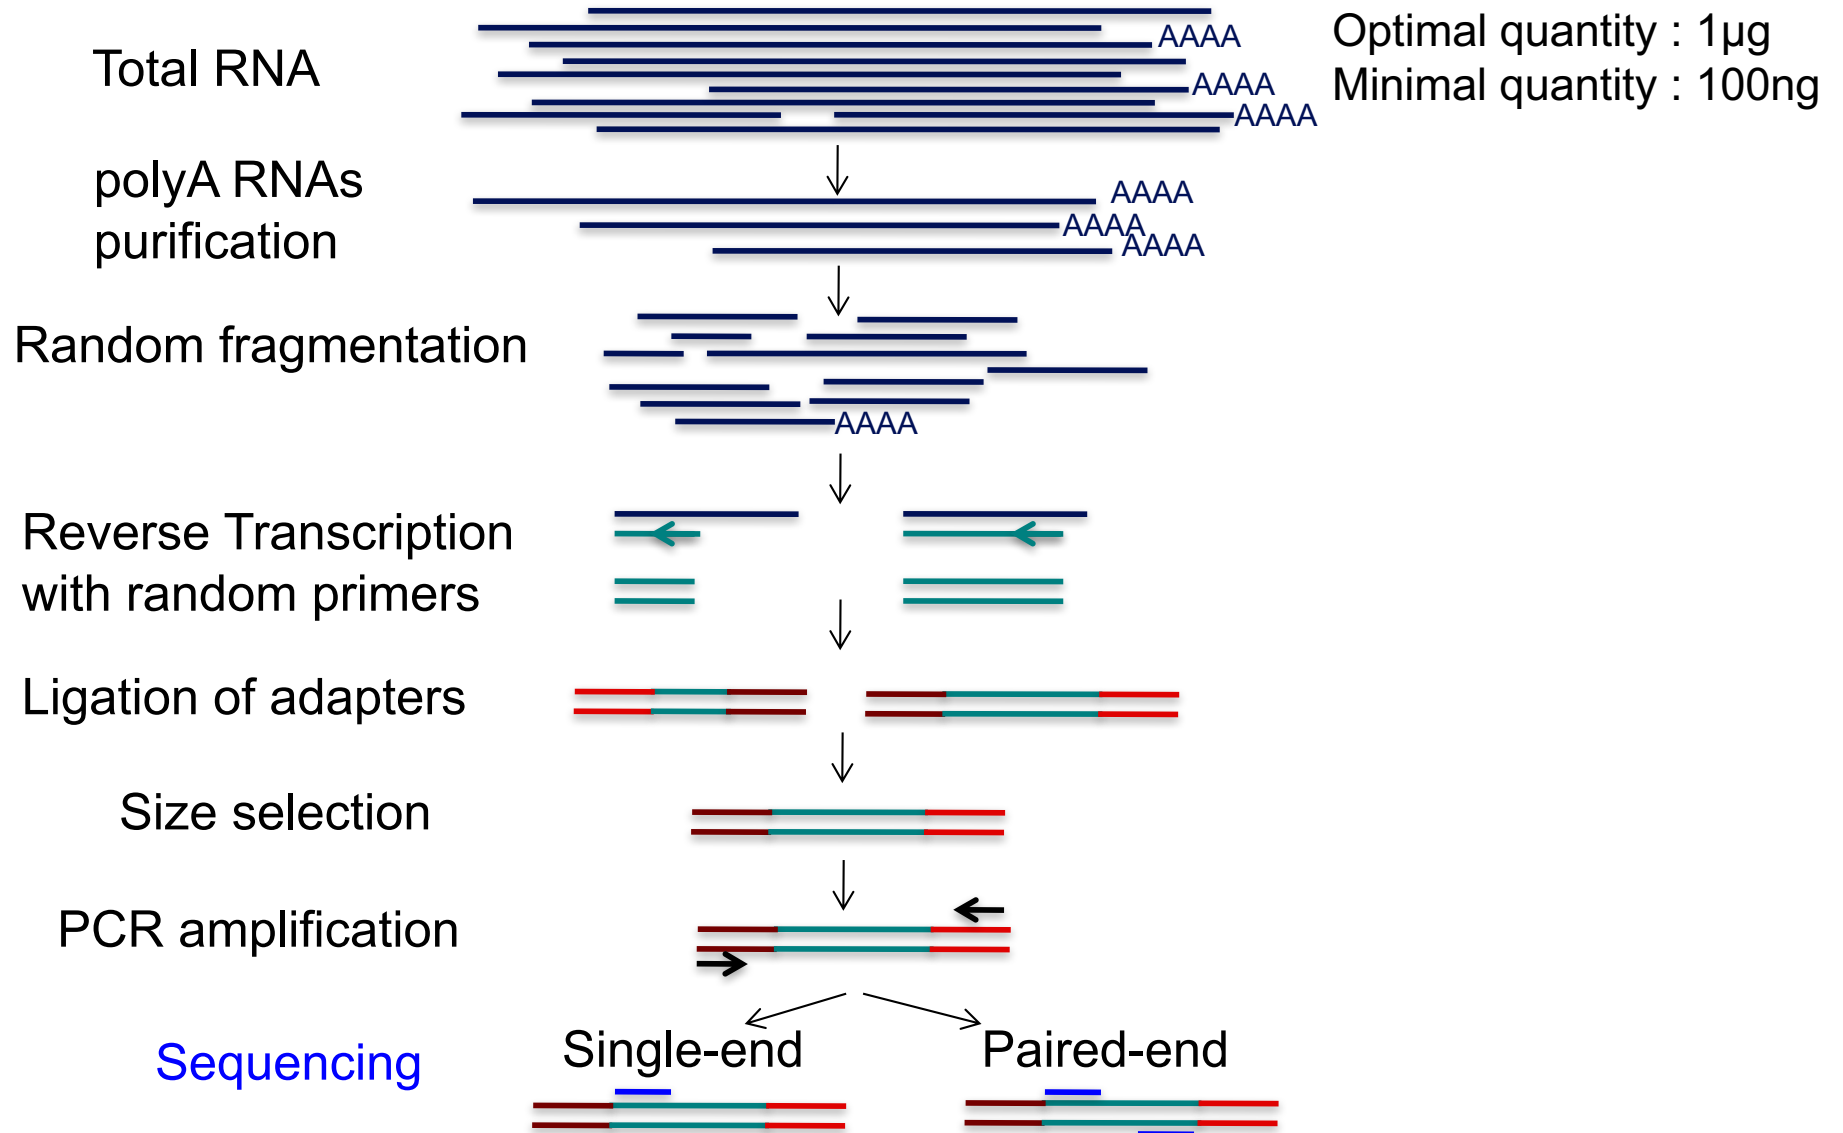 Total RNA
AAAA
AAAA
AAAA
Optimal quantity : 1µg
Minimal quantity : 100ng
polyA RNAs
purification
AAAA
AAAA
AAAA
Random fragmentation
AAAA
Reverse Transcription
with random primers
Ligation of adapters
Size selection
PCR amplification
Sequencing
Single-end
Paired-end